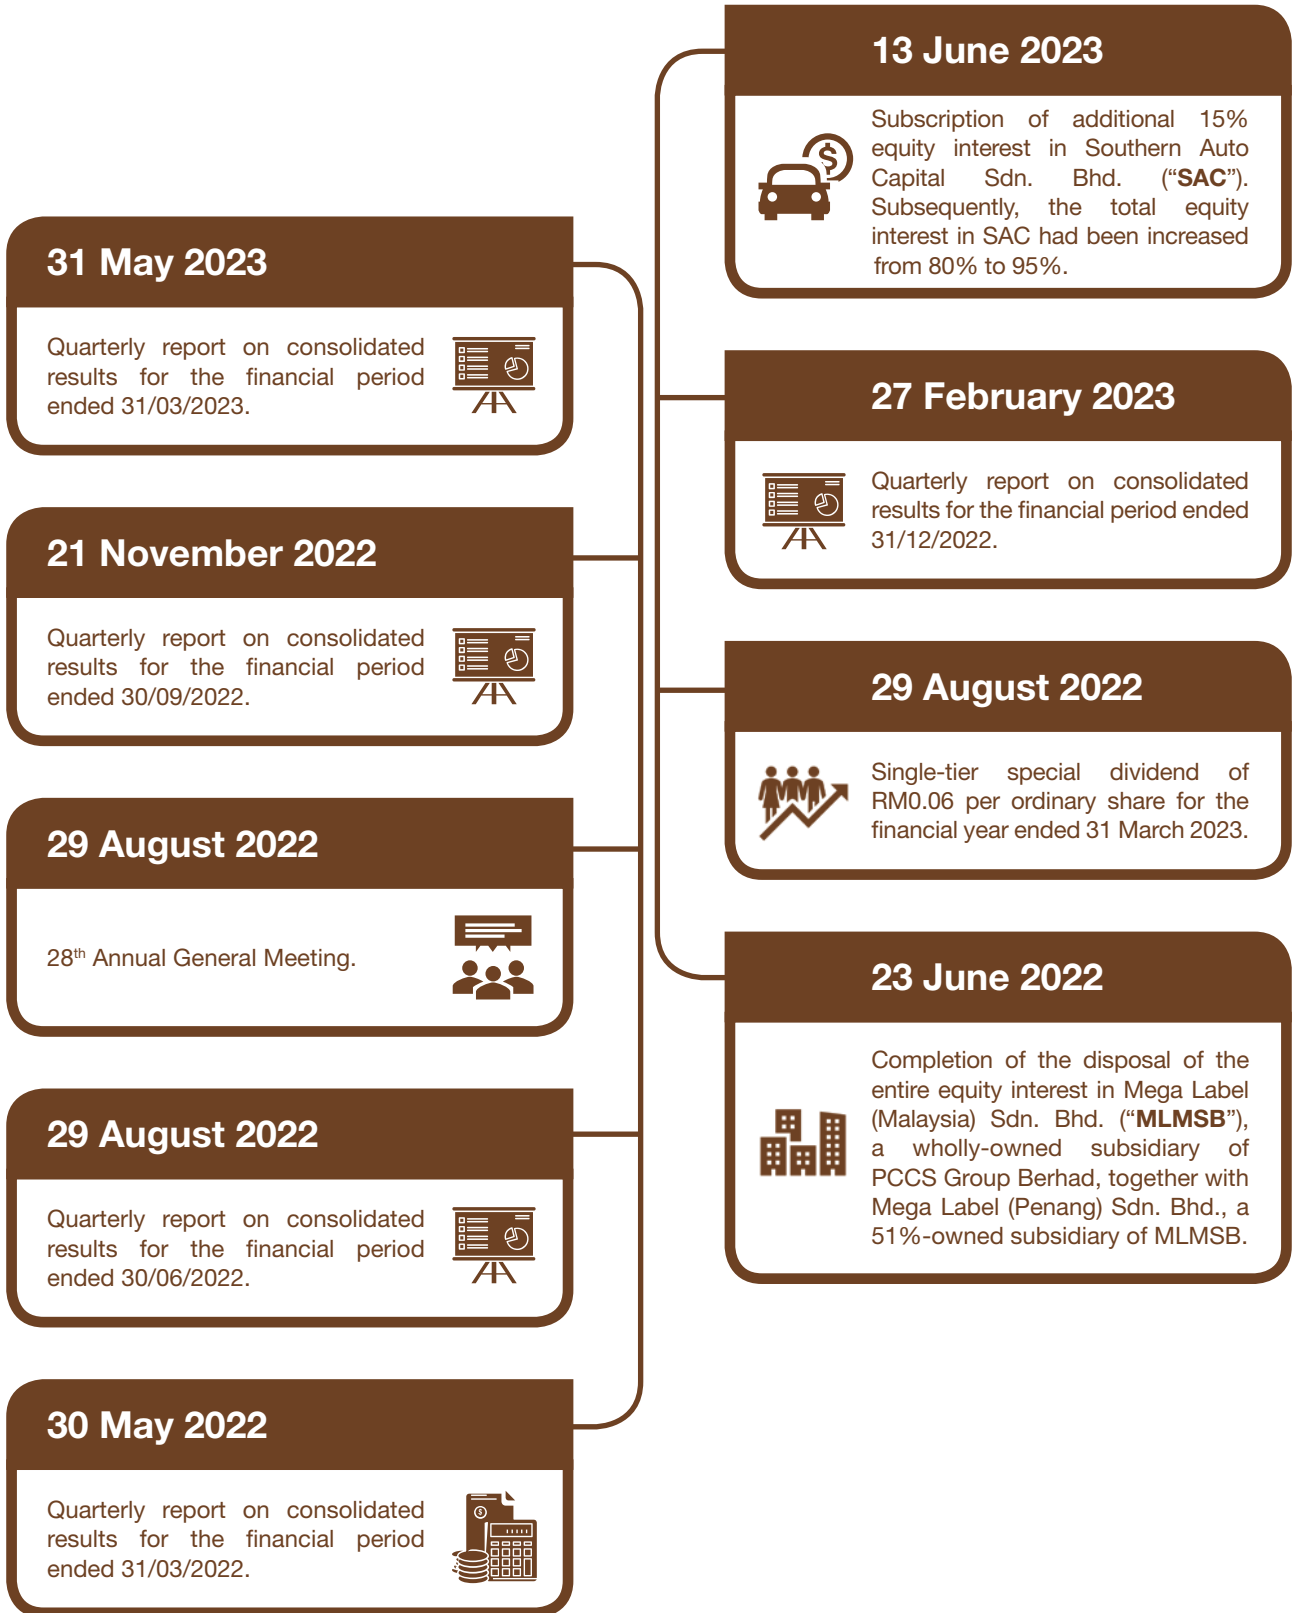 13 June 2023
Subscription of additional 15%
equity interest in Southern Auto
Capital Sdn. Bhd. (“SAC”).
Subsequently, the total equity
interest in SAC had been increased
from 80% to 95%.
31 May 2023
Quarterly report on consolidated
results for the financial period
ended 31/03/2023.
27 February 2023
Quarterly report on consolidated
results for the financial period ended
31/12/2022.
21 November 2022
Quarterly report on consolidated
results for the financial period
ended 30/09/2022.
29 August 2022
Single-tier special dividend of
RM0.06 per ordinary share for the
financial year ended 31 March 2023.
29 August 2022
28th Annual General Meeting.
23 June 2022
Completion of the disposal of the
entire equity interest in Mega Label
(Malaysia) Sdn. Bhd. (“MLMSB”),
a wholly-owned subsidiary of
PCCS Group Berhad, together with
Mega Label (Penang) Sdn. Bhd., a
51%-owned subsidiary of MLMSB.
29 August 2022
Quarterly report on consolidated
results for the financial period
ended 30/06/2022.
30 May 2022
Quarterly report on consolidated
results for the financial period
ended 31/03/2022.